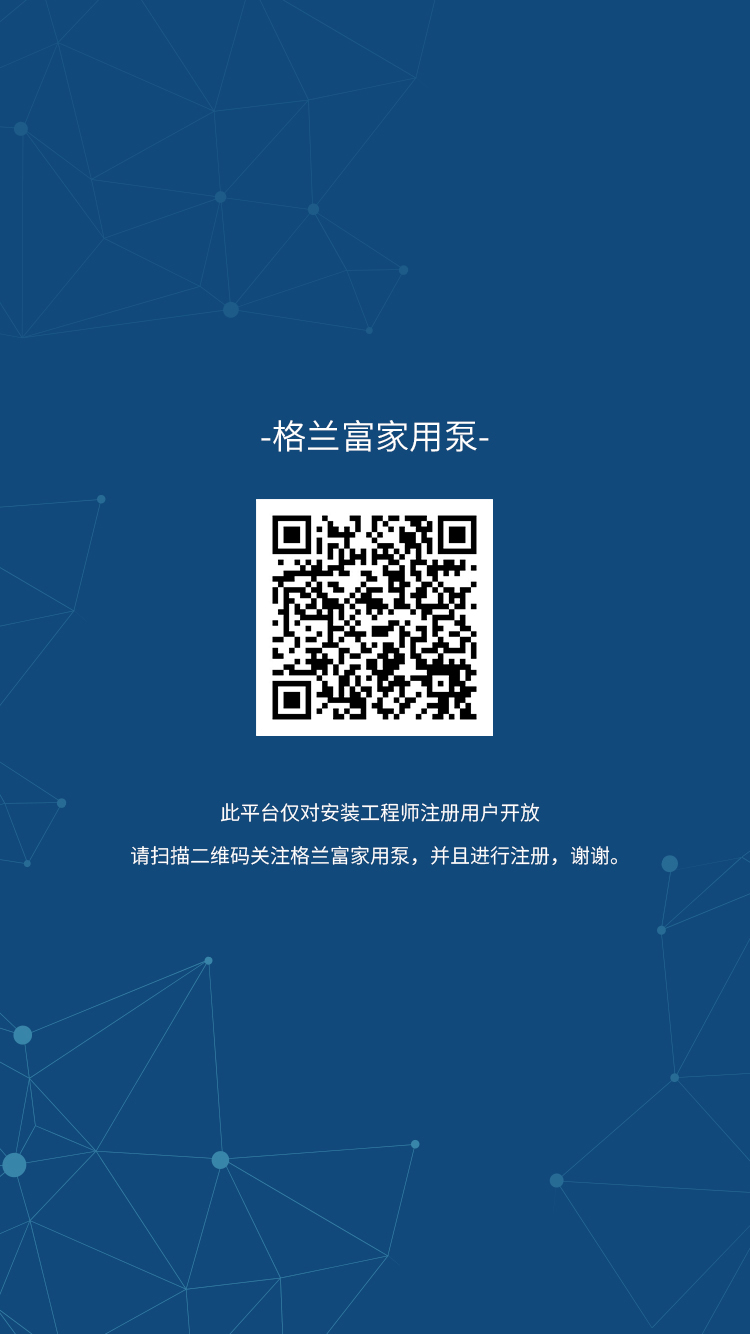 -格兰富家用泵-
此平台仅对安装工程师注册用户开放
请扫描二维码关注格兰富家用泵，并且进行注册，谢谢。